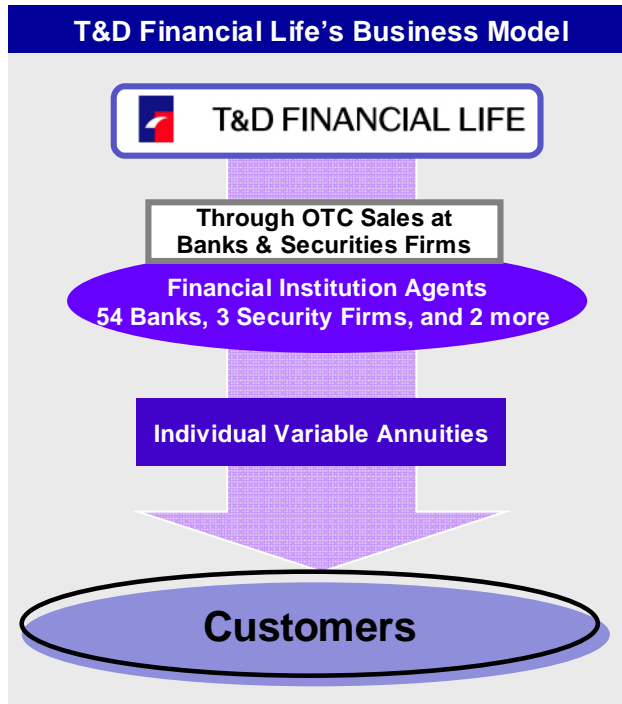 T&D Financial Life's Business Model
T&D FINANCIAL LIFE
Through OTC Sales at
Banks & Securities Firms
Financial Institution Agents
54 Banks, 3 Security Firms, and 2 more
Individual Variable Annuities
Customers